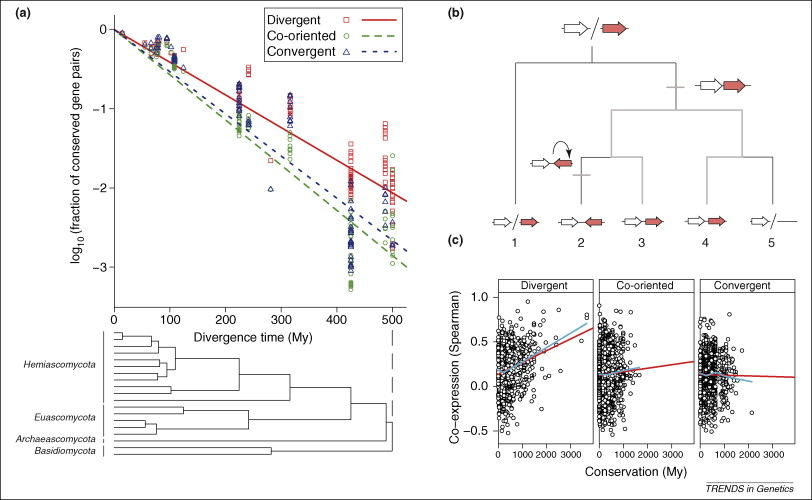 (a)
Divergent
Co-oriented
Convergent
log10 (fraction of conserved gene pairs)
0
−1
−2
−3
0 100 200 300 400 500
Divergence time (My)
Hemiascomycota
Euascomycota
Archaeascomycota
Basidiomycota
(b)
1 2 3 4 5
(c)
Divergent Co-oriented Convergent
Co–expression (Spearman)
1.0
0.5
0.0
−0.5
0 1000 2000 3000 0 1000 2000 3000 0 1000 2000 3000
Conservation (My)
TRENDS in Genetics